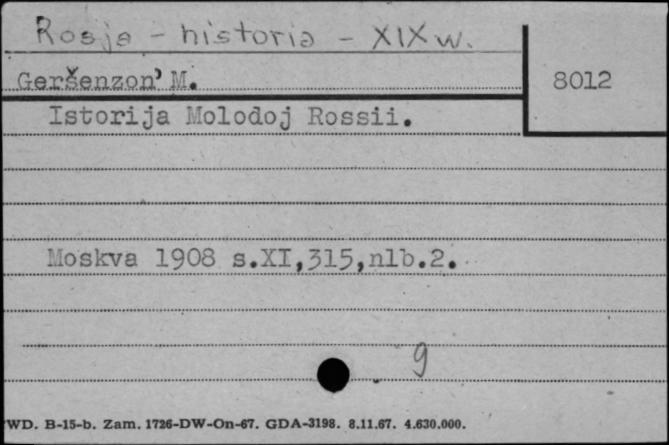 Rosja - historia - XIX w.
Geršenzon' M.
8012
Istorija Molodoj Rossii.
Moskva 1908 s.XI,315,nlb.2.
9
WD. B-15-b. Zam. 1726-DW-On-67. GDA-3198. 8.11.67. 4.630.000.